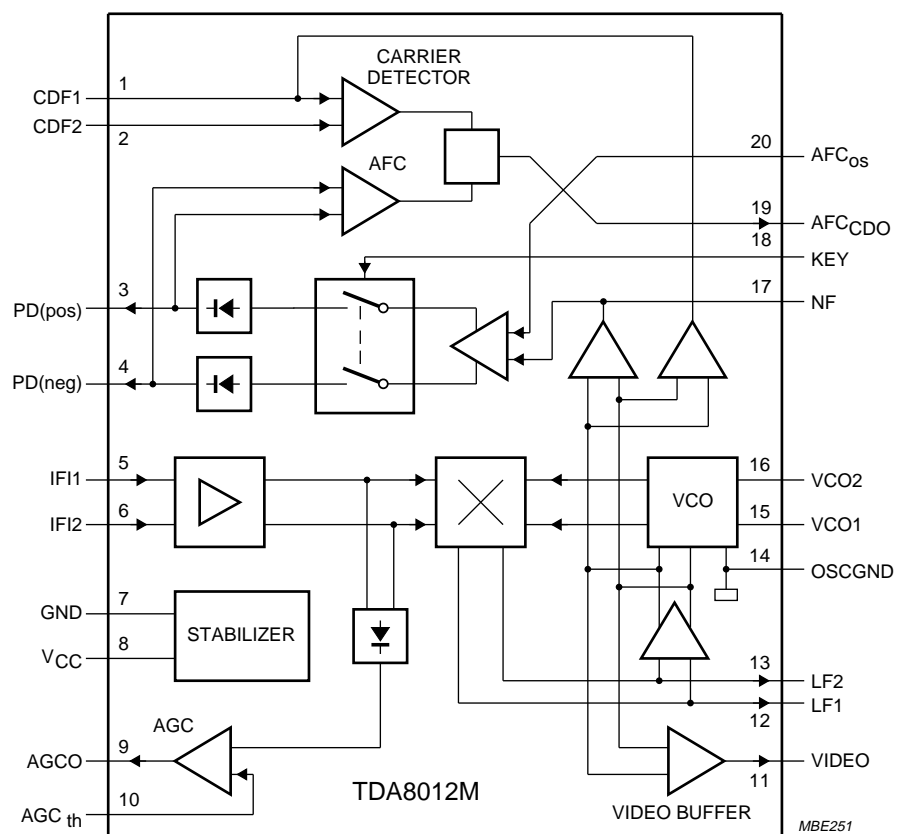 CARRIER
DETECTOR
1
CDF1
CDF2
2
20
AFCos
AFC
19
AFCCDO
18
KEY
3
PD(pos)
17
NF
4
PD(neg)
5
IFI1
16
VCO2
VCO
6
IFI2
15
VCO1
14
OSCGND
7
GND
STABILIZER
8
VCC
13
LF2
LF1
12
AGC
9
AGCO
VIDEO
11
10
TDA8012M
AGC th
VIDEO BUFFER
MBE251